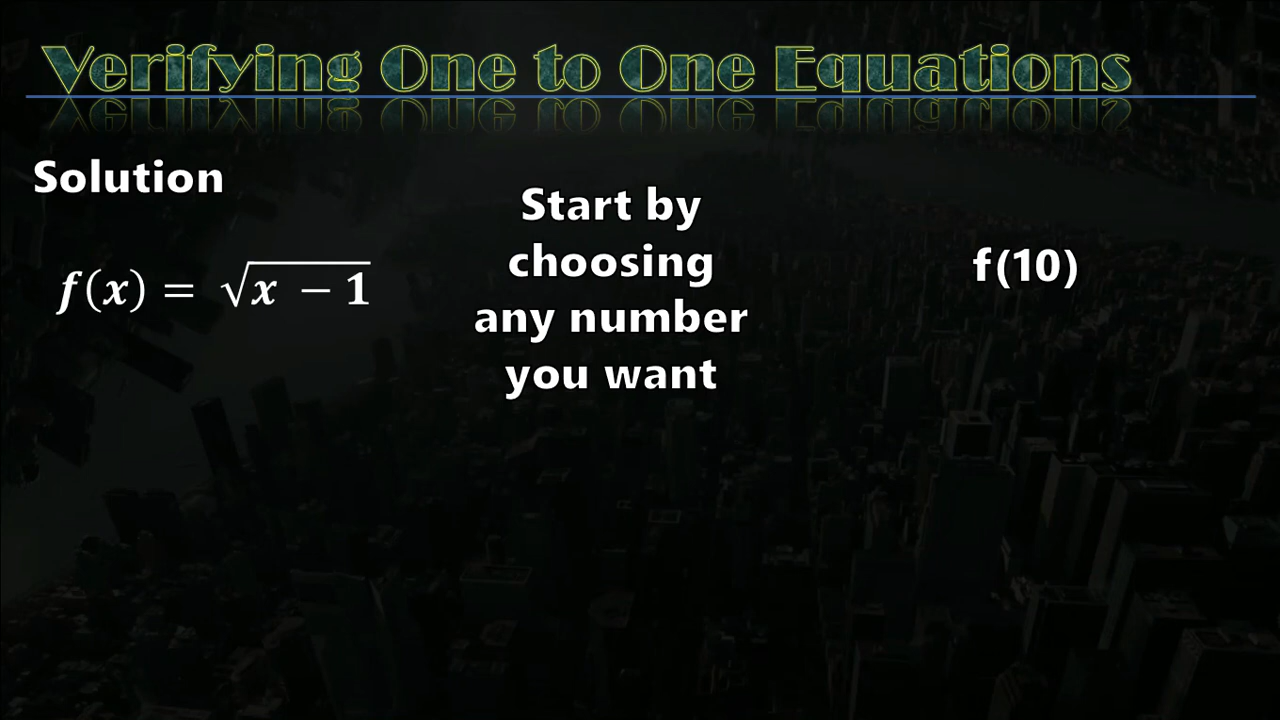 Verifying One to One Equations
Solution
f(x) = √x − 1
Start by
choosing
any number
you want
f(10)